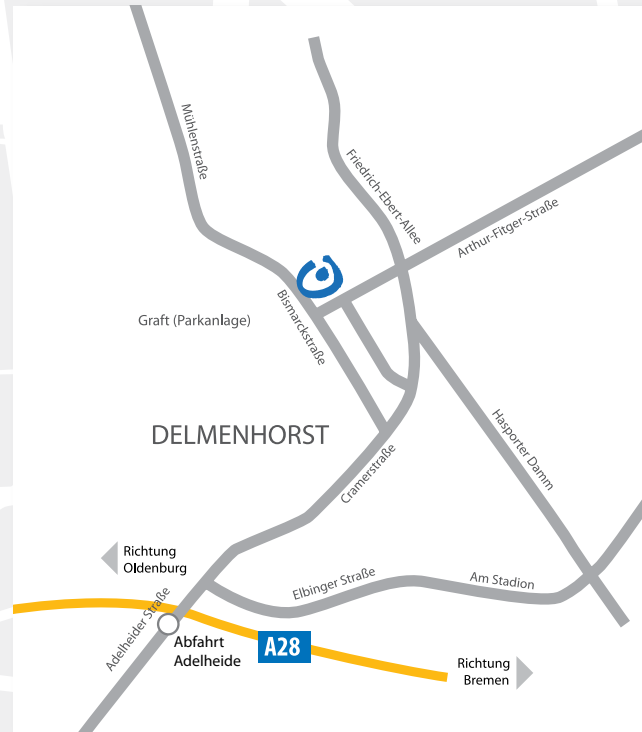 Mühlenstraße
Friedrich-Ebert-Allee
Arthur-Fitger-Straße
Bismarckstraße
Graft (Parkanlage)
DELMENHORST
Hasporter Damm
Cramerstraße
Richtung
Oldenburg
Elbinger Straße
Am Stadion
Adelheider Straße
Abfahrt
Adelheide
A28
Richtung
Bremen